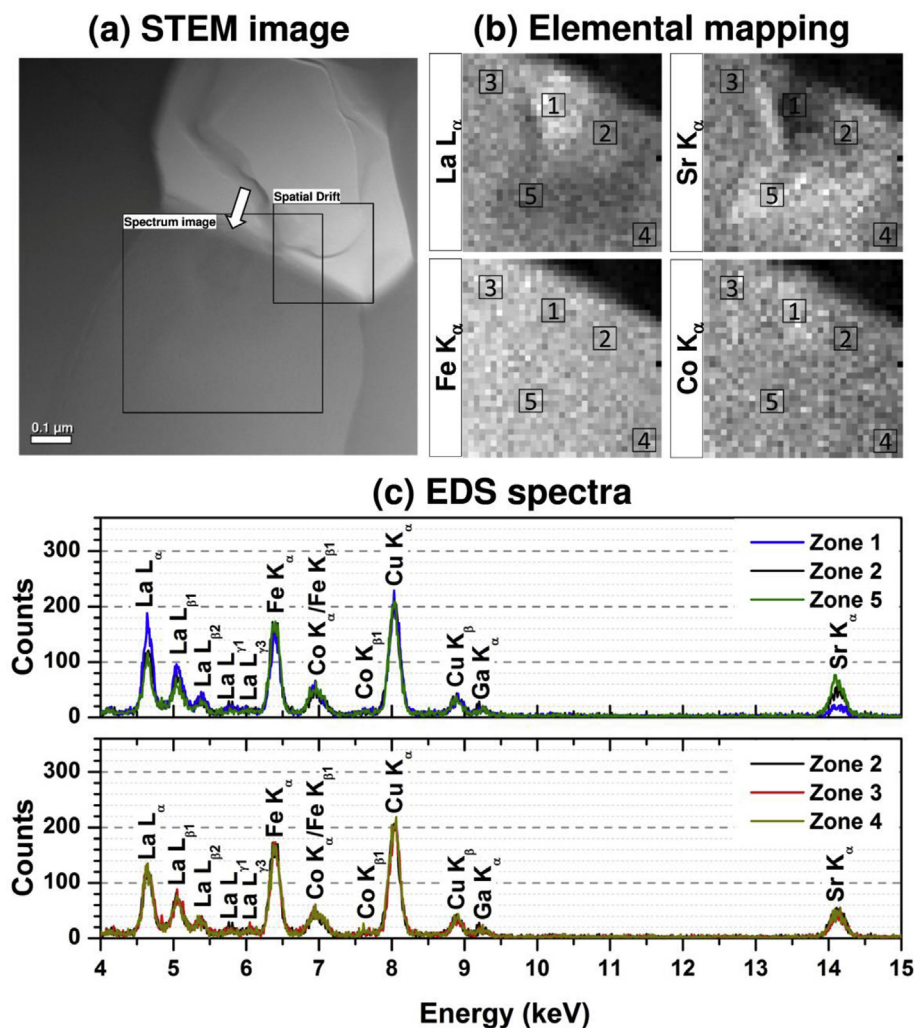 (a) STEM image
(b) Elemental mapping
Spatial Drift
Spectrum image
0.1 µm
La Lα
3
1
2
5
4
Sr Kα
3
1
2
5
4
Fe Kα
3
1
2
5
4
Co Kα
3
1
2
5
4
(c) EDS spectra
Counts
300
200
100
0
La Lα
La Lβ1
La Lβ2
La Lγ1
La Lγ3
Fe Kα
Co Kα/Fe Kβ1
Co Kβ1
Cu Kα
Cu Kβ
Ga Kα
Sr Kα
Zone 1
Zone 2
Zone 5
Counts
300
200
100
0
La Lα
La Lβ1
La Lβ2
La Lγ1
La Lγ3
Fe Kα
Co Kα/Fe Kβ1
Co Kβ1
Cu Kα
Cu Kβ
Ga Kα
Sr Kα
Zone 2
Zone 3
Zone 4
4 5 6 7 8 9 10 11 12 13 14 15
Energy (keV)